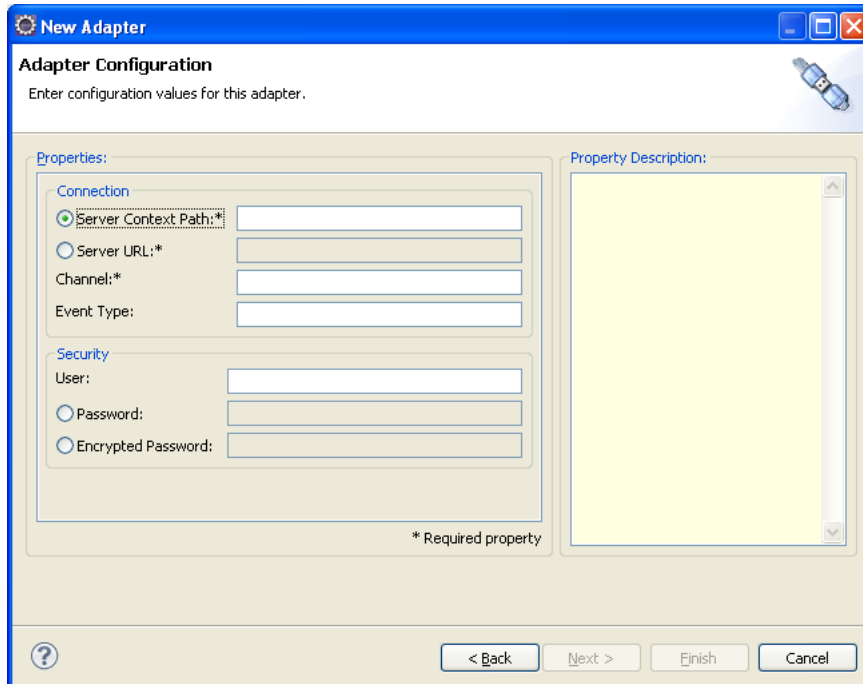 New Adapter
Adapter Configuration
Enter configuration values for this adapter.
Properties:
Connection
Server Context Path:*
Server URL:*
Channel:*
Event Type:
Security
User:
Password:
Encrypted Password:
* Required property
Property Description:
?
< Back
Next >
Finish
Cancel